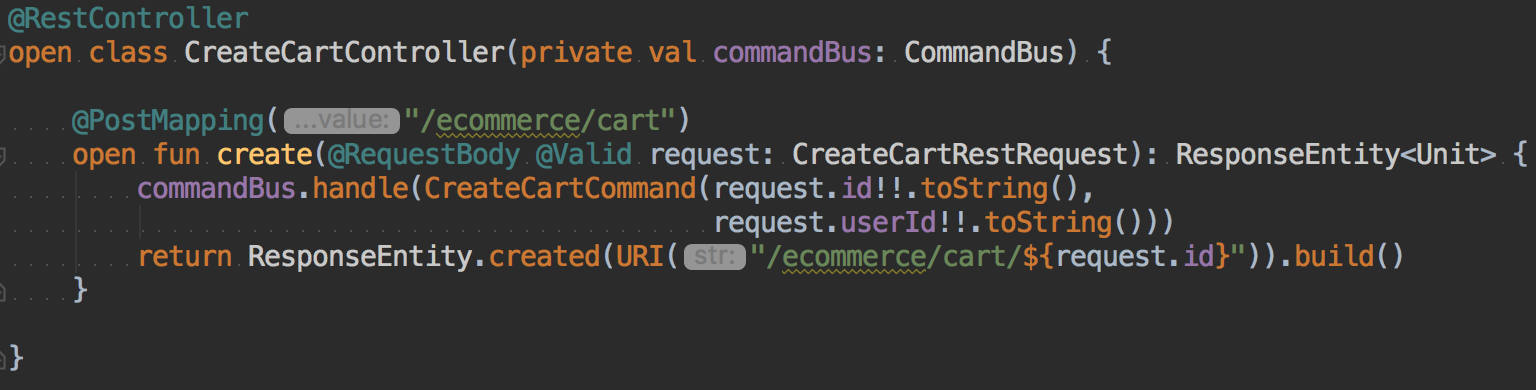 @RestController
open class CreateCartController(private val commandBus: CommandBus) {
@PostMapping( ...value: "/ecommerce/cart")
open fun create(@RequestBody @Valid request: CreateCartRestRequest): ResponseEntity<Unit> {
commandBus.handle(CreateCartCommand(request.id!!.toString(),
request.userId!!.toString()))
return ResponseEntity.created(URI( str: "/ecommerce/cart/${request.id}")).build()
}
}